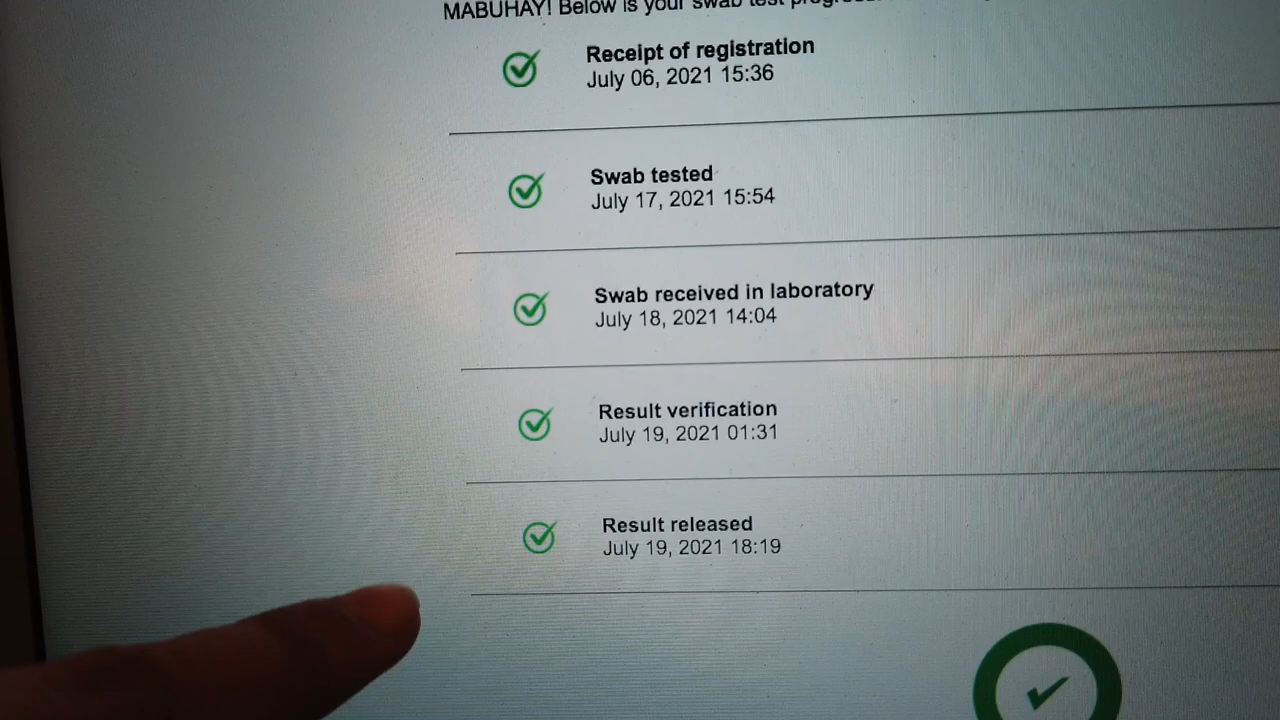 MABUHAY! Below is your swab test
Receipt of registration
July 06, 2021 15:36
Swab tested
July 17, 2021 15:54
Swab received in laboratory
July 18, 2021 14:04
Result verification
July 19, 2021 01:31
Result released
July 19, 2021 18:19